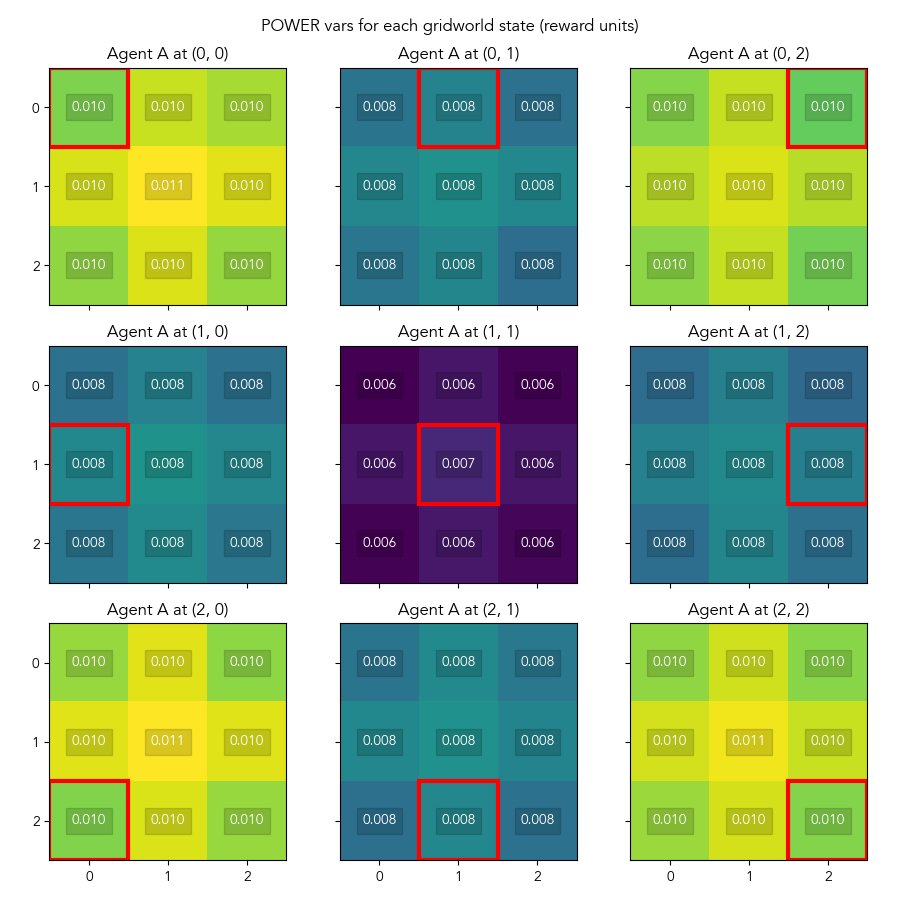 POWER vars for each gridworld state (reward units)
Agent A at (0, 0) Agent A at (0, 1) Agent A at (0, 2)
0 0.010 0.010 0.010 0.008 0.008 0.008 0.010 0.010 0.010
1 0.010 0.011 0.010 0.008 0.008 0.008 0.010 0.010 0.010
2 0.010 0.010 0.010 0.008 0.008 0.008 0.010 0.010 0.010
Agent A at (1, 0) Agent A at (1, 1) Agent A at (1, 2)
0 0.008 0.008 0.008 0.006 0.006 0.006 0.008 0.008 0.008
1 0.008 0.008 0.008 0.006 0.007 0.006 0.008 0.008 0.008
2 0.008 0.008 0.008 0.006 0.006 0.006 0.008 0.008 0.008
Agent A at (2, 0) Agent A at (2, 1) Agent A at (2, 2)
0 0.010 0.010 0.010 0.008 0.008 0.008 0.010 0.010 0.010
1 0.010 0.011 0.010 0.008 0.008 0.008 0.010 0.011 0.010
2 0.010 0.010 0.010 0.008 0.008 0.008 0.010 0.010 0.010
0 1 2 0 1 2 0 1 2